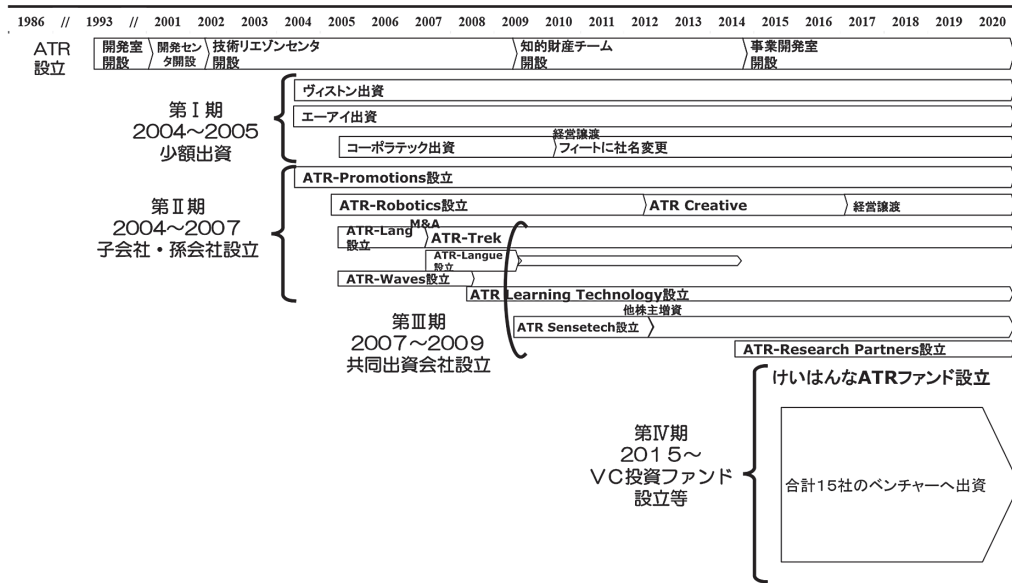 1986 // 1993 // 2001 2002 2003 2004 2005 2006 2007 2008 2009 2010 2011 2012 2013 2014 2015 2016 2017 2018 2019 2020
ATR
設立
開発室
開設
開発セン
タ開設
技術リエゾンセンタ
開設
知的財産チーム
開設
事業開発室
開設
第Ⅰ期
2004～2005
少額出資
ヴィストン出資
エーアイ出資
コーポラテック出資
経営譲渡
フィートに社名変更
第Ⅱ期
2004～2007
子会社・孫会社設立
ATR-Promotions設立
ATR-Robotics設立
ATR Creative
経営譲渡
ATR-Lang
設立
M&A
ATR-Trek
ATR-Langue
設立
ATR-Waves設立
ATR Learning Technology設立
第Ⅲ期
2007～2009
共同出資会社設立
他株主増資
ATR Sensetech設立
ATR-Research Partners設立
第Ⅳ期
2015～
VC投資ファンド
設立等
けいはんなATRファンド設立
合計15社のベンチャーへ出資